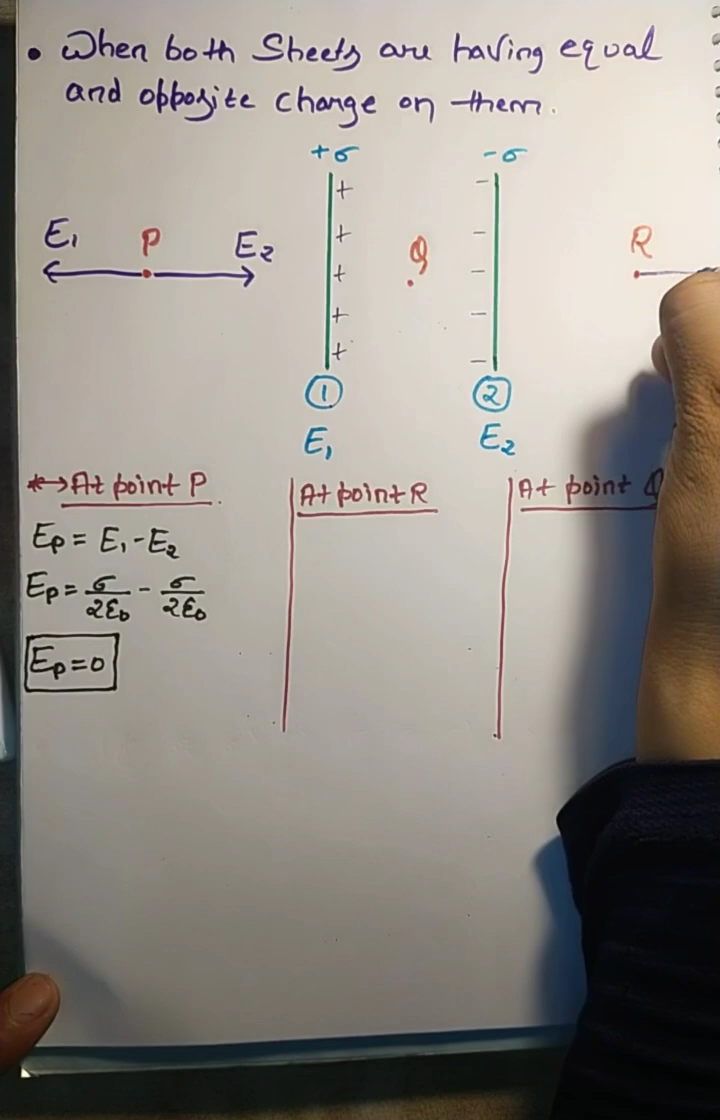 • When both Sheets are having equal
and opposite change on them.
+σ -σ
E₁ P E₂ + + + + + Q - - - - - R
① ②
E₁ E₂
*→ At point P At point R At point Q
Eₚ = E₁ - E₂
Eₚ = σ/2ε₀ - σ/2ε₀
Eₚ = 0